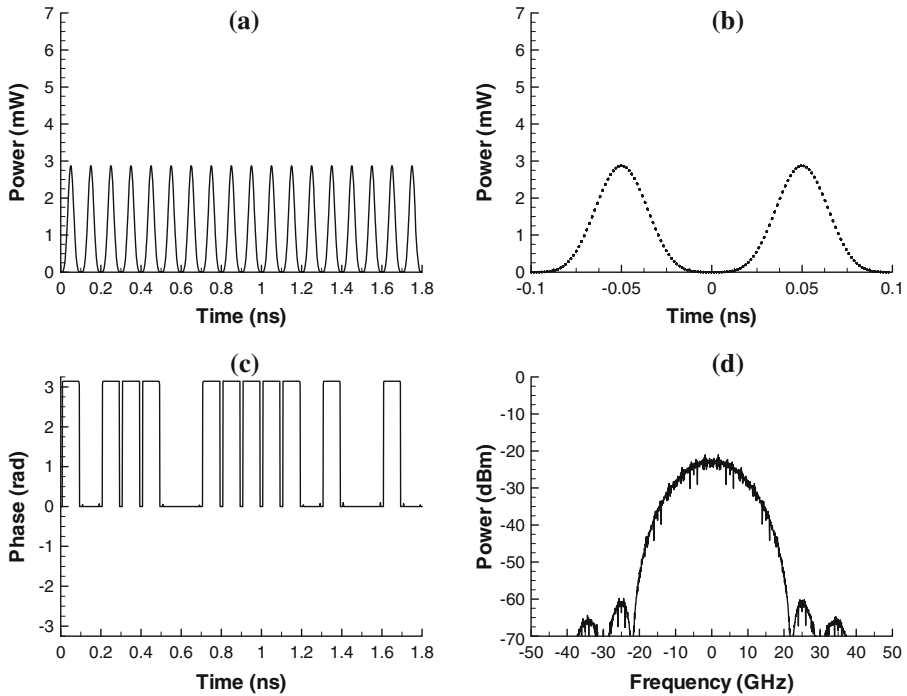 (a)
Power (mW)
7
6
5
4
3
2
1
0
0 0.2 0.4 0.6 0.8 1 1.2 1.4 1.6 1.8
Time (ns)
(b)
Power (mW)
7
6
5
4
3
2
1
0
-0.1 -0.05 0 0.05 0.1
Time (ns)
(c)
Phase (rad)
3
2
1
0
-1
-2
-3
0 0.2 0.4 0.6 0.8 1 1.2 1.4 1.6 1.8
Time (ns)
(d)
Power (dBm)
0
-10
-20
-30
-40
-50
-60
-70
-50 -40 -30 -20 -10 0 10 20 30 40 50
Frequency (GHz)